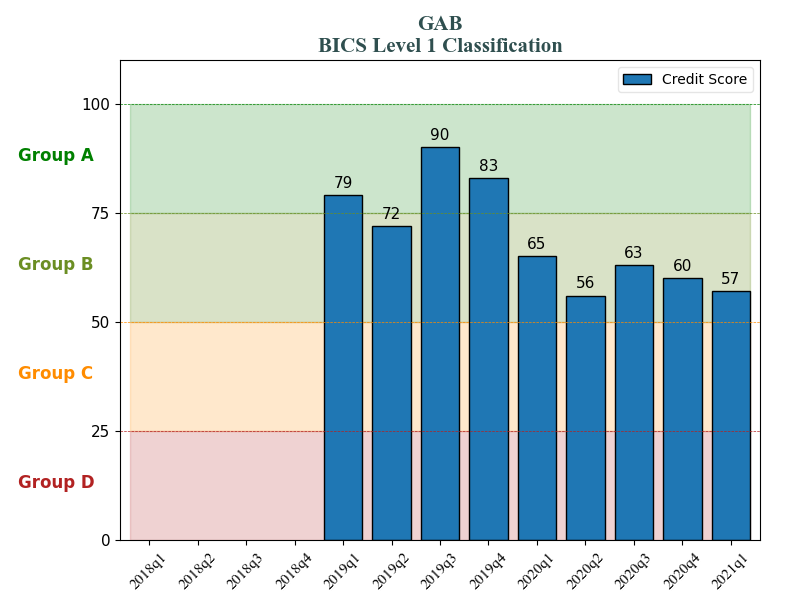 GAB
BICS Level 1 Classification
Credit Score
100
75
50
25
0
Group A
Group B
Group C
Group D
79
72
90
83
65
56
63
60
57
2018q1
2018q2
2018q3
2018q4
2019q1
2019q2
2019q3
2019q4
2020q1
2020q2
2020q3
2020q4
2021q1